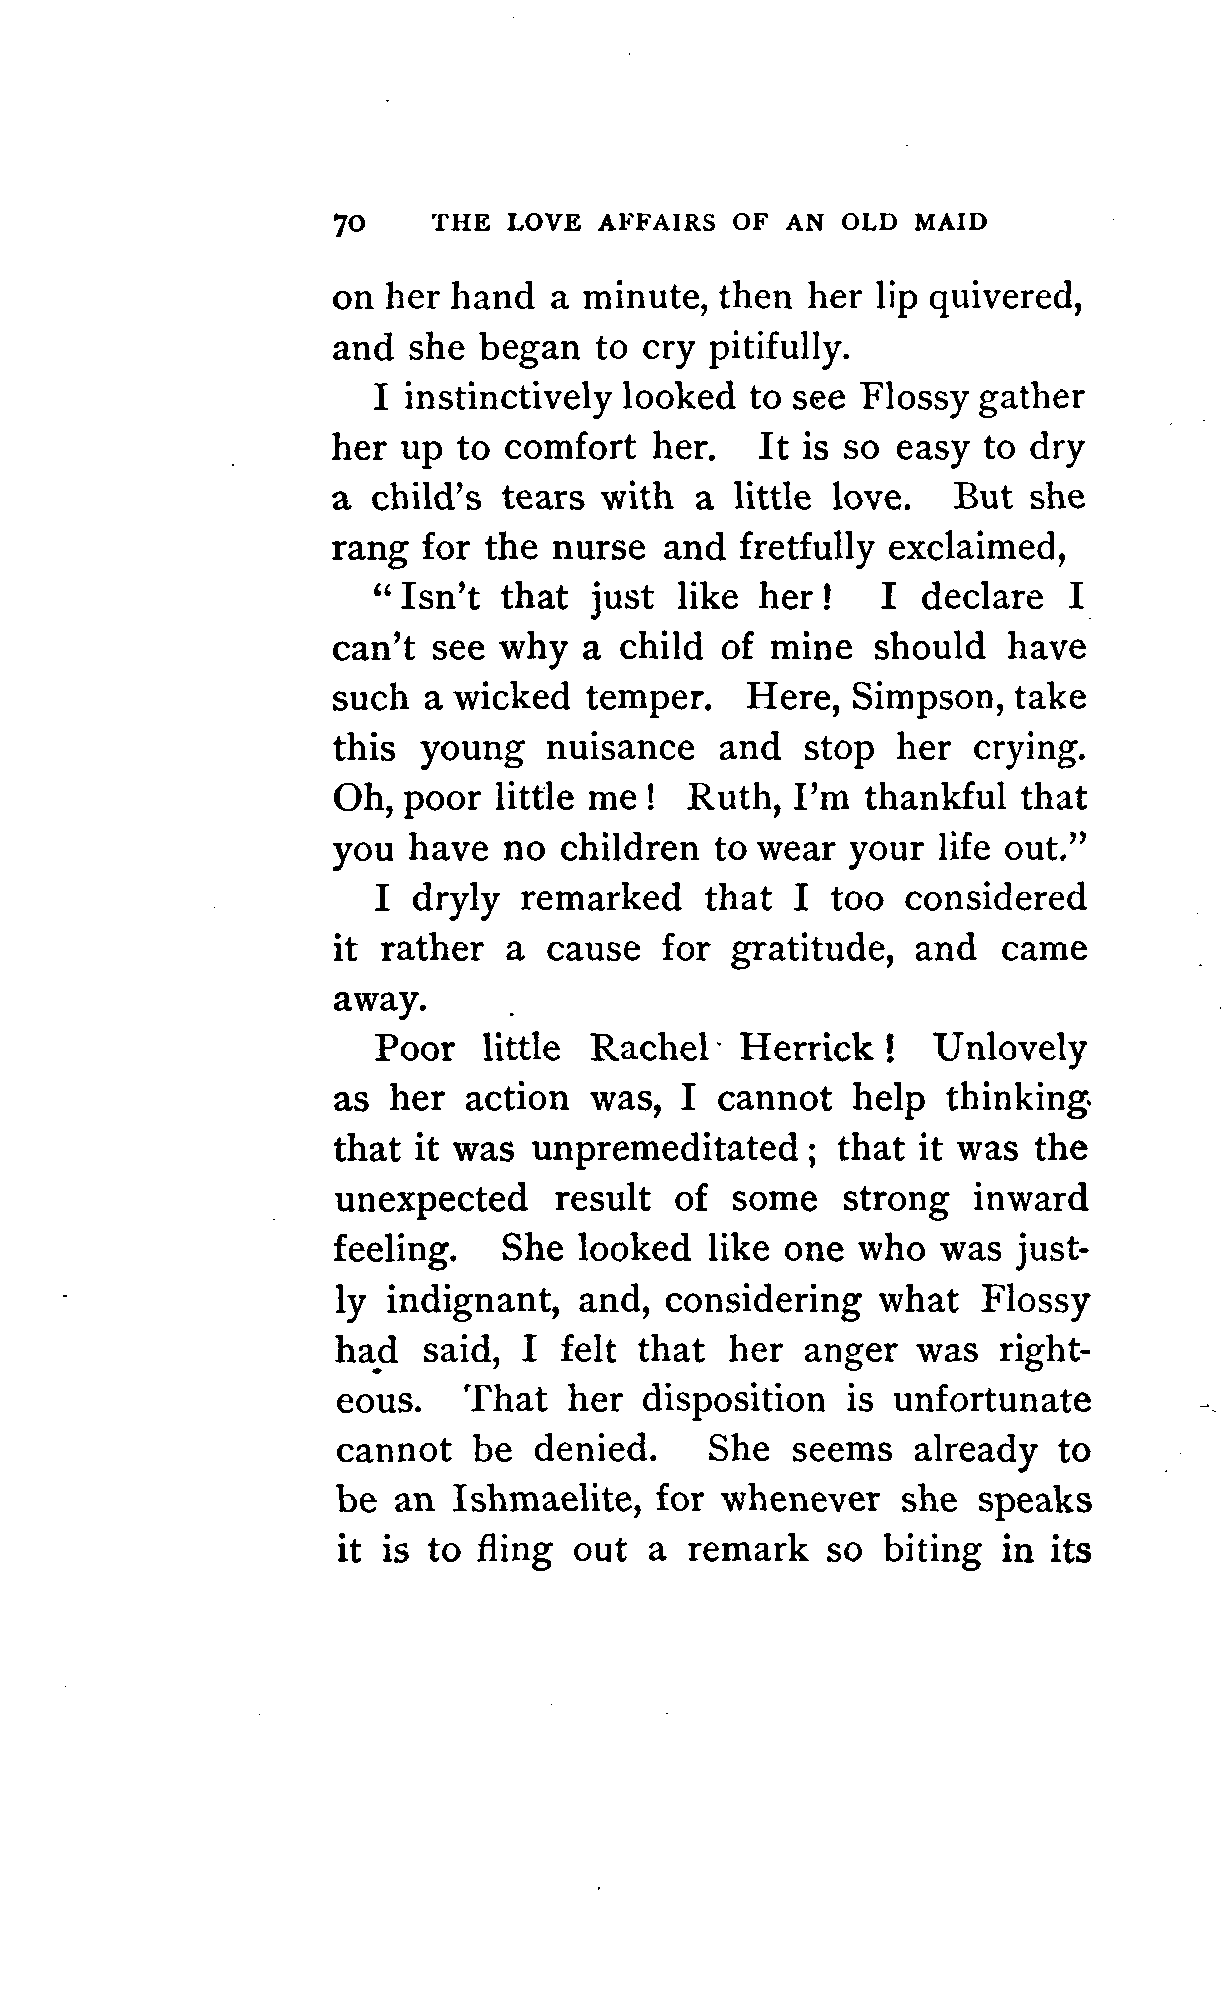 70 THE LOVE AFFAIRS OF AN OLD MAID
on her hand a minute, then her lip quivered,
and she began to cry pitifully.
I instinctively looked to see Flossy gather
her up to comfort her. It is so easy to dry
a child's tears with a little love. But she
rang for the nurse and fretfully exclaimed,
“Isn't that just like her! I declare I
can't see why a child of mine should have
such a wicked temper. Here, Simpson, take
this young nuisance and stop her crying.
Oh, poor little me! Ruth, I'm thankful that
you have no children to wear your life out.”
I dryly remarked that I too considered
it rather a cause for gratitude, and came
away.
Poor little Rachel Herrick! Unlovely
as her action was, I cannot help thinking
that it was unpremeditated; that it was the
unexpected result of some strong inward
feeling. She looked like one who was just-
ly indignant, and, considering what Flossy
had said, I felt that her anger was right-
eous. That her disposition is unfortunate
cannot be denied. She seems already to
be an Ishmaelite, for whenever she speaks
it is to fling out a remark so biting in its